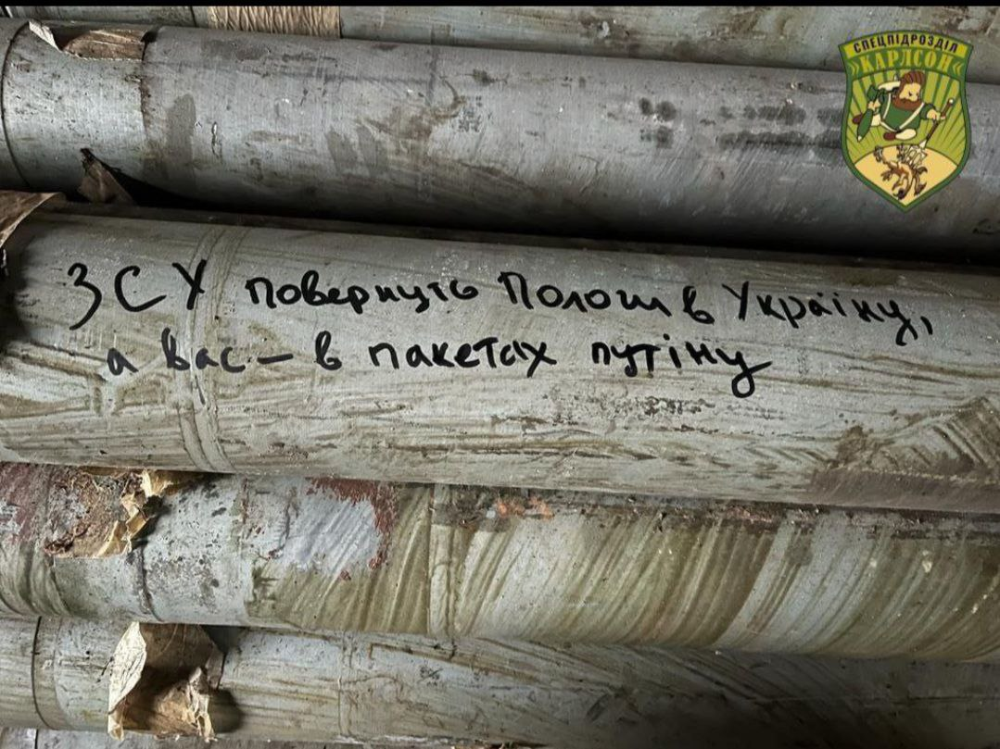 СПЕЦПІДРОЗДІЛ
"КАРЛСОН"
ЗСУ повернуть Пологи в Україну,
а вас – в пакетах путіну